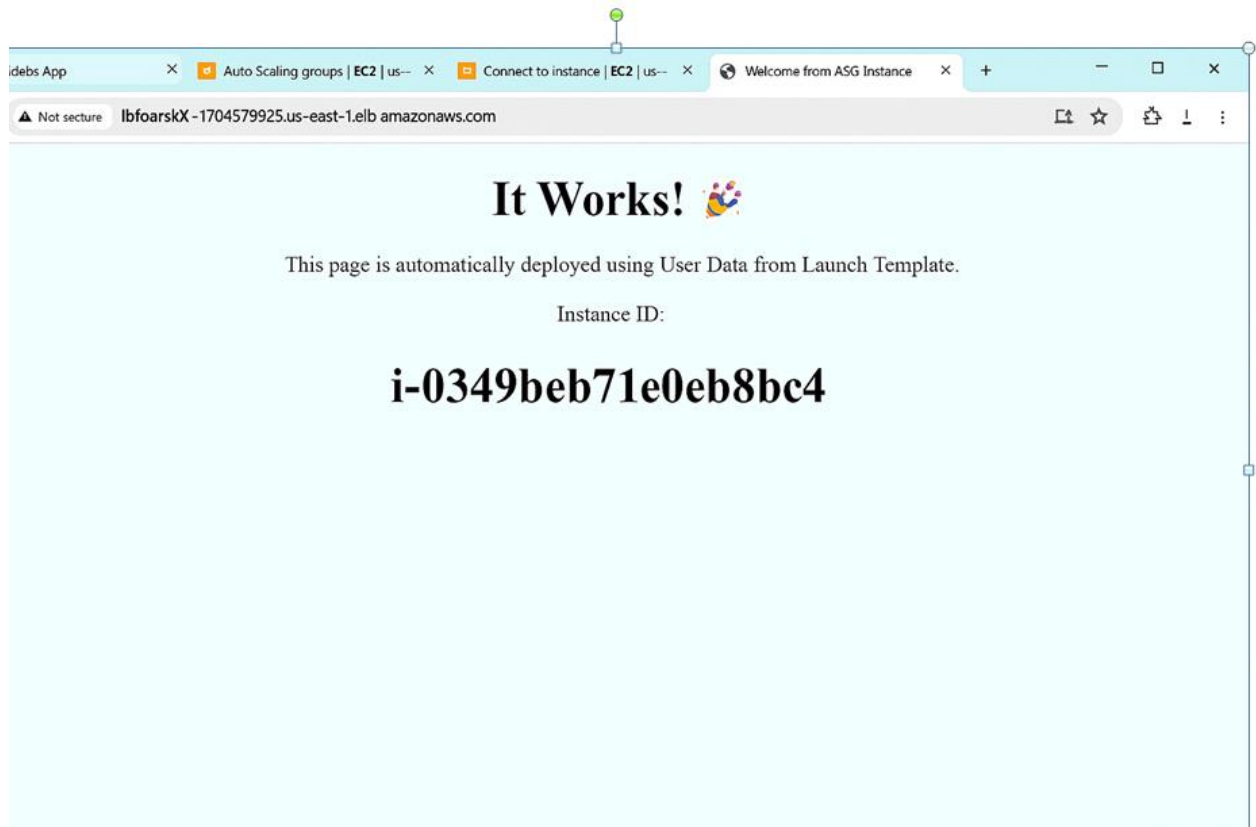 idebs App Auto Scaling groups | EC2 | us-- Connect to instance | EC2 | us-- Welcome from ASG Instance
Not secure lbfoarskX -1704579925.us-east-1.elb amazonaws.com
It Works! 🎉
This page is automatically deployed using User Data from Launch Template.
Instance ID:
i-0349beb71e0eb8bc4